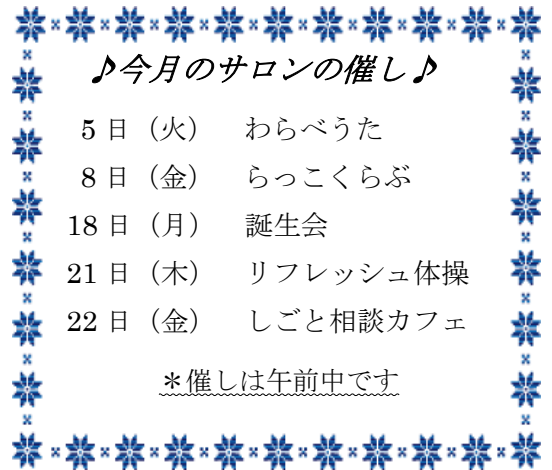 ♪今月のサロンの催し♪
5日（火） わらべうた
8日（金） らっこくらぶ
18日（月） 誕生会
21日（木） リフレッシュ体操
22日（金） しごと相談カフェ
＊催しは午前中です